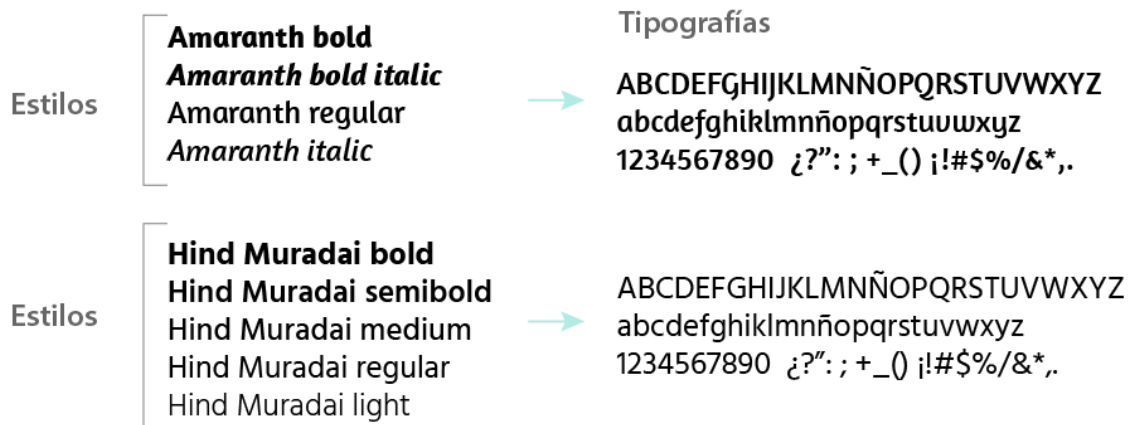 Tipografías
Estilos
Amaranth bold
Amaranth bold italic
Amaranth regular
Amaranth italic
ABCDEFGHIJKLMNÑOPQRSTUVWXYZ
abcdefghiklmnñopqrstuvwxyz
1234567890 ¿?”: ; +_() ¡!#$%/&*,.
Estilos
Hind Muradai bold
Hind Muradai semibold
Hind Muradai medium
Hind Muradai regular
Hind Muradai light
ABCDEFGHIJKLMNÑOPQRSTUVWXYZ
abcdefghiklmnñopqrstuvwxyz
1234567890 ¿?”: ; +_() ¡!#$%/&*,.